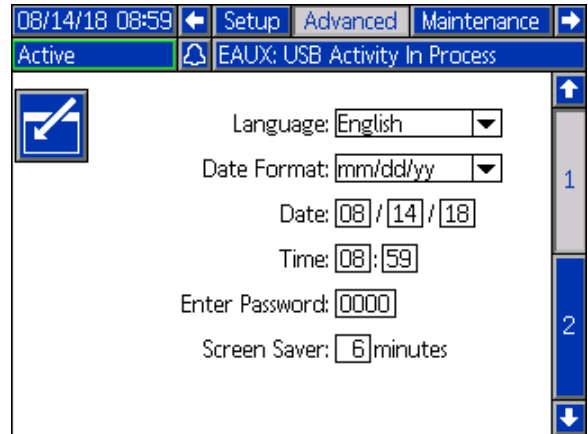 08/14/18 08:59 Setup Advanced Maintenance
Active EAUX: USB Activity In Process
Language: English
Date Format: mm/dd/yy
Date: 08 / 14 / 18
Time: 08 : 59
Enter Password: 0000
Screen Saver: 6 minutes
1
2